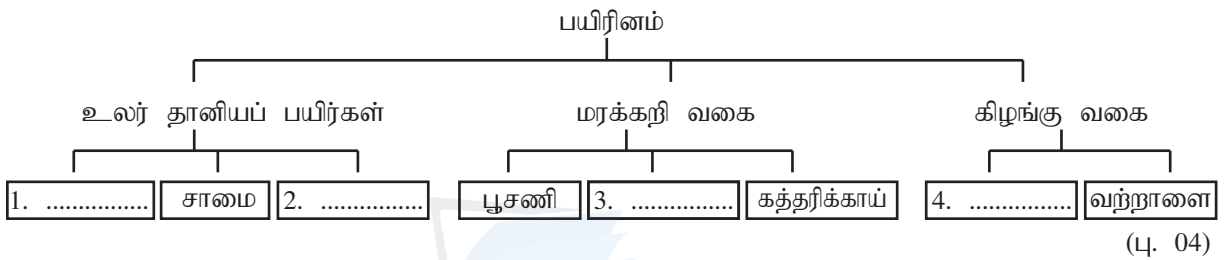 பயிரினம்
உலர் தானியப் பயிர்கள் மரக்கறி வகை கிழங்கு வகை
1. ............... சாமை 2. ............... பூசணி 3. ............... கத்தரிக்காய் 4. ............... வற்றாளை
(பு. 04)